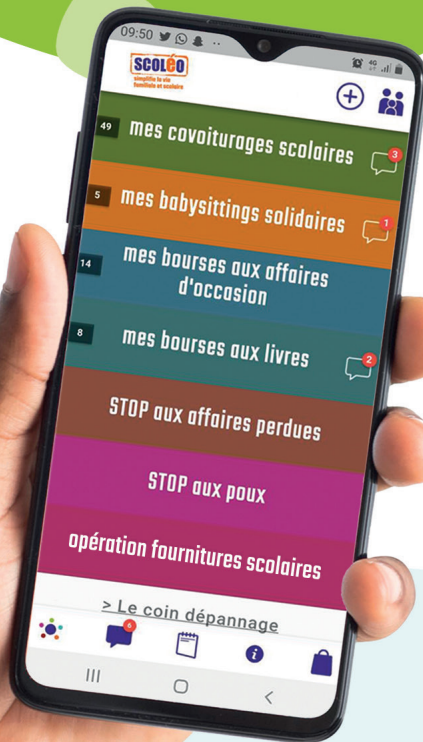 09:50
4G
SCOLÉO
simplifie la vie
familiale et scolaire
49 mes covoiturages scolaires 3
5 mes babysittings solidaires 1
14 mes bourses aux affaires
d'occasion
8 mes bourses aux livres 2
STOP aux affaires perdues
STOP aux poux
opération fournitures scolaires
> Le coin dépannage
6